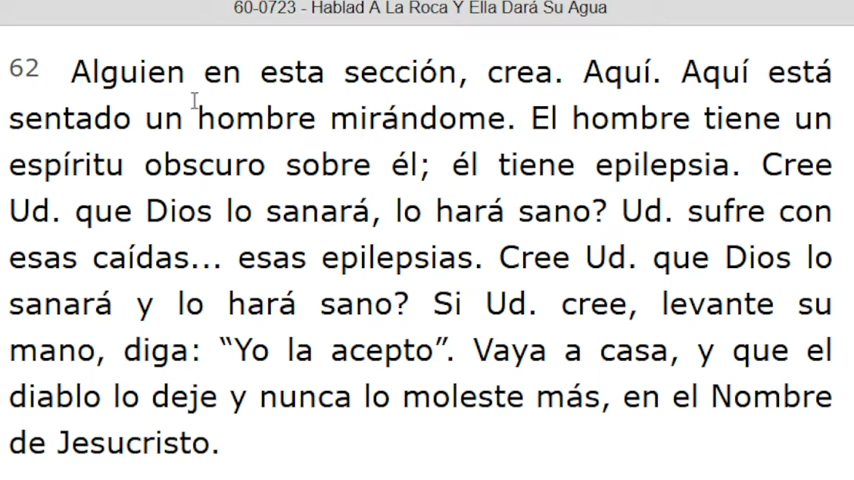 60-0723 - Hablad A La Roca Y Ella Dará Su Agua
62 Alguien en esta sección, crea. Aquí. Aquí está
sentado un hombre mirándome. El hombre tiene un
espíritu obscuro sobre él; él tiene epilepsia. Cree
Ud. que Dios lo sanará, lo hará sano? Ud. sufre con
esas caídas... esas epilepsias. Cree Ud. que Dios lo
sanará y lo hará sano? Si Ud. cree, levante su
mano, diga: “Yo la acepto”. Vaya a casa, y que el
diablo lo deje y nunca lo moleste más, en el Nombre
de Jesucristo.